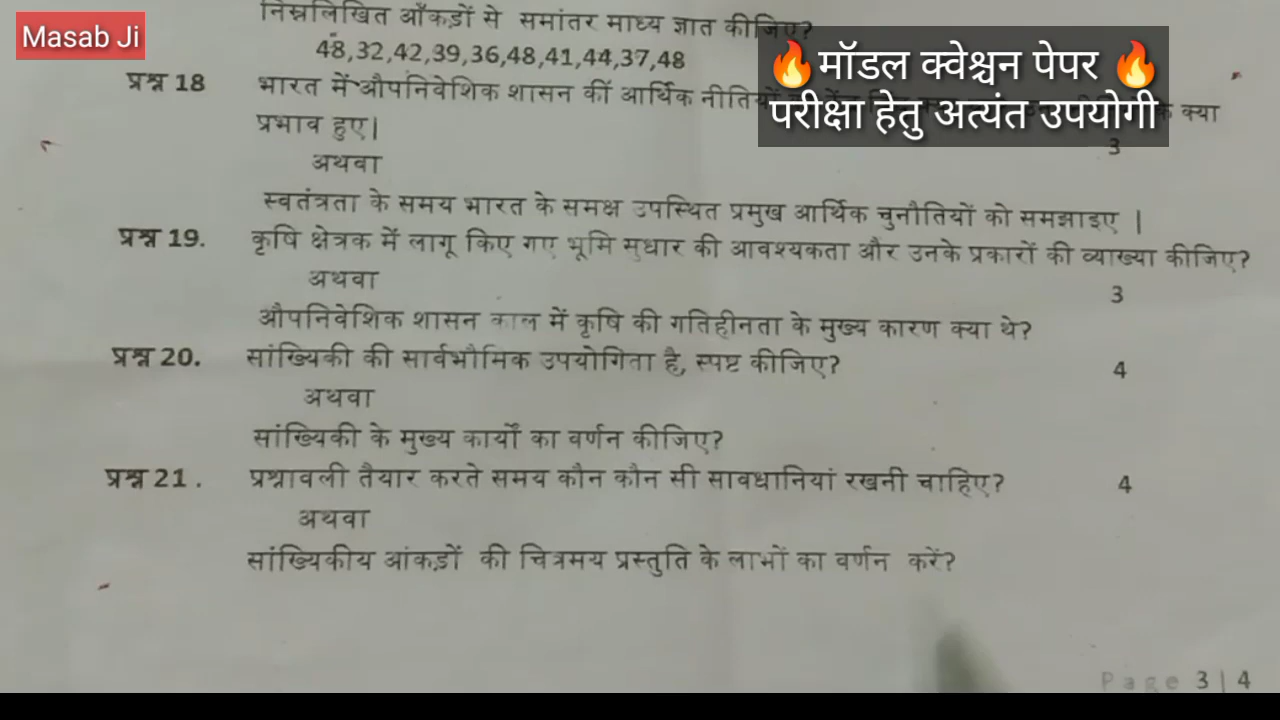 Masab Ji
निम्नलिखित आँकड़ों से समांतर माध्य ज्ञात कीजिए?
48,32,42,39,36,48,41,44,37,48
🔥मॉडल क्वेश्चन पेपर 🔥
परीक्षा हेतु अत्यंत उपयोगी
प्रश्न 18 भारत में औपनिवेशिक शासन कीं आर्थिक नीतियों क्या
प्रभाव हुए|
3
अथवा
स्वतंत्रता के समय भारत के समक्ष उपस्थित प्रमुख आर्थिक चुनौतियों को समझाइए |
प्रश्न 19. कृषि क्षेत्रक में लागू किए गए भूमि सुधार की आवश्यकता और उनके प्रकारों की व्याख्या कीजिए?
अथवा 3
औपनिवेशिक शासन काल में कृषि की गतिहीनता के मुख्य कारण क्या थे?
प्रश्न 20. सांख्यिकी की सार्वभौमिक उपयोगिता है, स्पष्ट कीजिए? 4
अथवा
सांख्यिकी के मुख्य कार्यों का वर्णन कीजिए?
प्रश्न 21 . प्रश्नावली तैयार करते समय कौन कौन सी सावधानियां रखनी चाहिए? 4
अथवा
सांख्यिकीय आंकड़ों की चित्रमय प्रस्तुति के लाभों का वर्णन करें?
Page 3 | 4